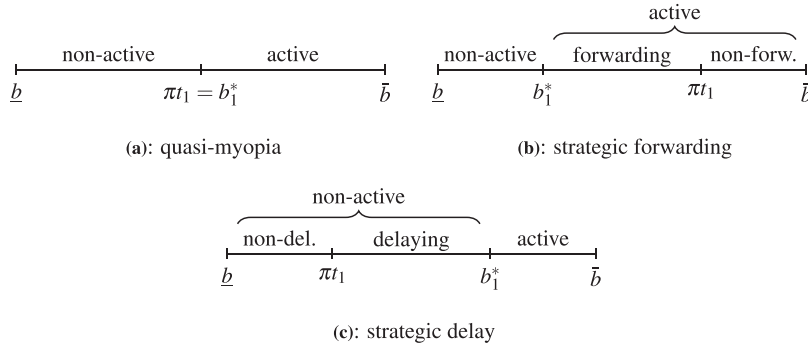 active
non-active active non-active forwarding non-forw.
b̲ πt₁ = b₁* b̄ b̲ b₁* πt₁ b̄
(a): quasi-myopia (b): strategic forwarding
non-active
non-del. delaying active
b̲ πt₁ b₁* b̄
(c): strategic delay